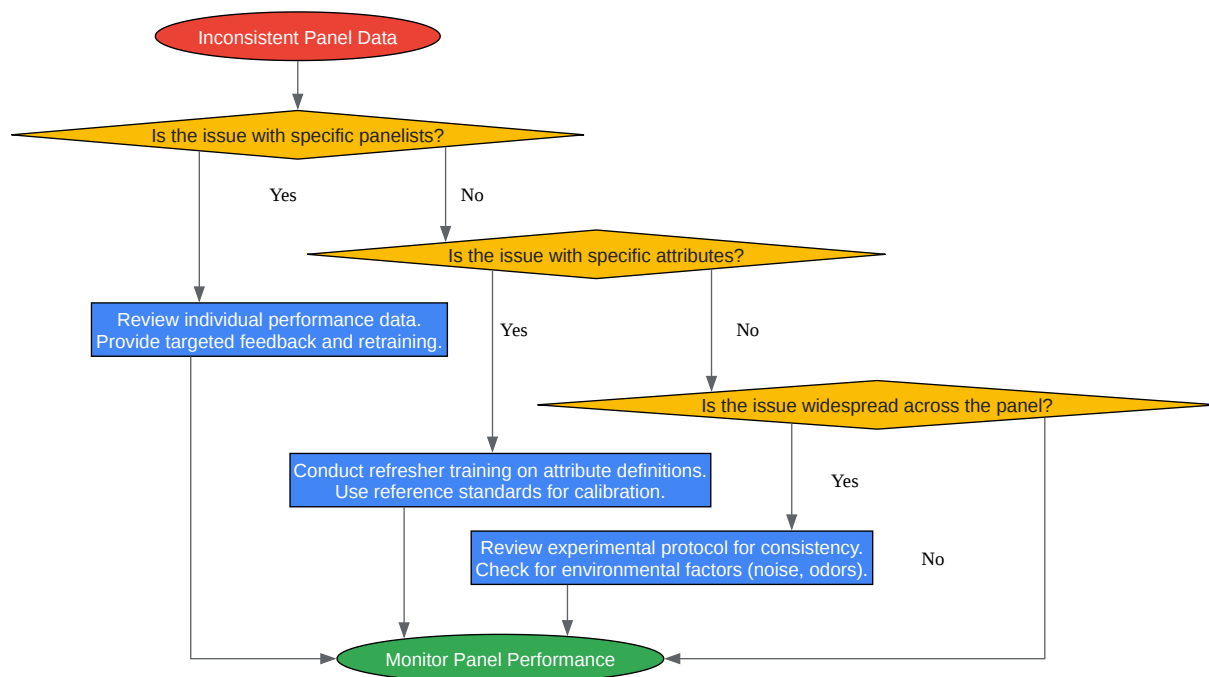 Inconsistent Panel Data
Is the issue with specific panelists?
Yes
No
Is the issue with specific attributes?
Review individual performance data.
Provide targeted feedback and retraining.
Yes
No
Is the issue widespread across the panel?
Conduct refresher training on attribute definitions.
Use reference standards for calibration.
Yes
Review experimental protocol for consistency.
Check for environmental factors (noise, odors).
No
Monitor Panel Performance